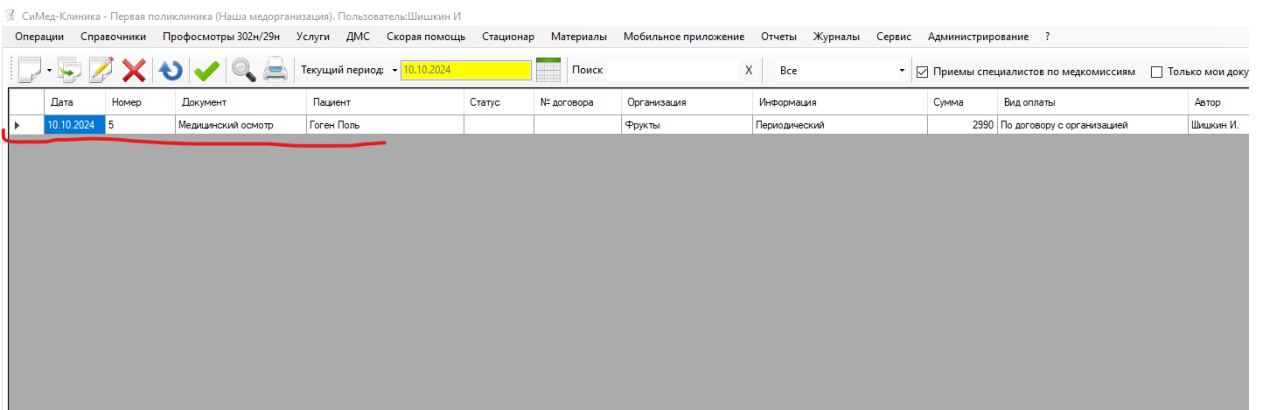 СиМед-Клиника - Первая поликлиника (Наша медорганизация). Пользователь:Шишкин И
Операции Справочники Профосмотры 302н/29н Услуги ДМС Скорая помощь Стационар Материалы Мобильное приложение Отчеты Журналы Сервис Администрирование ?
Текущий период: 10.10.2024 Поиск X Все Приемы специалистов по медкомиссиям Только мои доку
Дата Номер Документ Пациент Статус № договора Организация Информация Сумма Вид оплаты Автор
10.10.2024 5 Медицинский осмотр Гоген Поль Фрукты Периодический 2990 По договору с организацией Шишкин И.